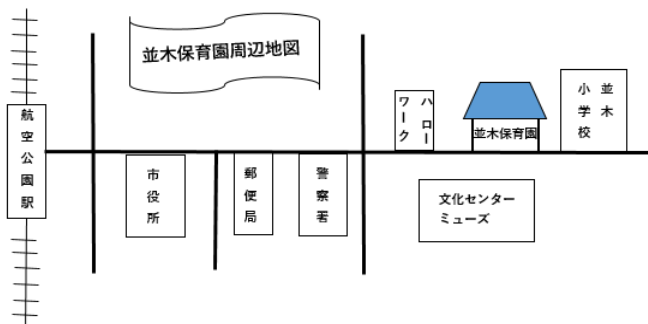 並木保育園周辺地図
航空公園駅
市役所
郵便局
警察署
ハロー
ワーク
並木保育園
並木
小学校
文化センター
ミューズ